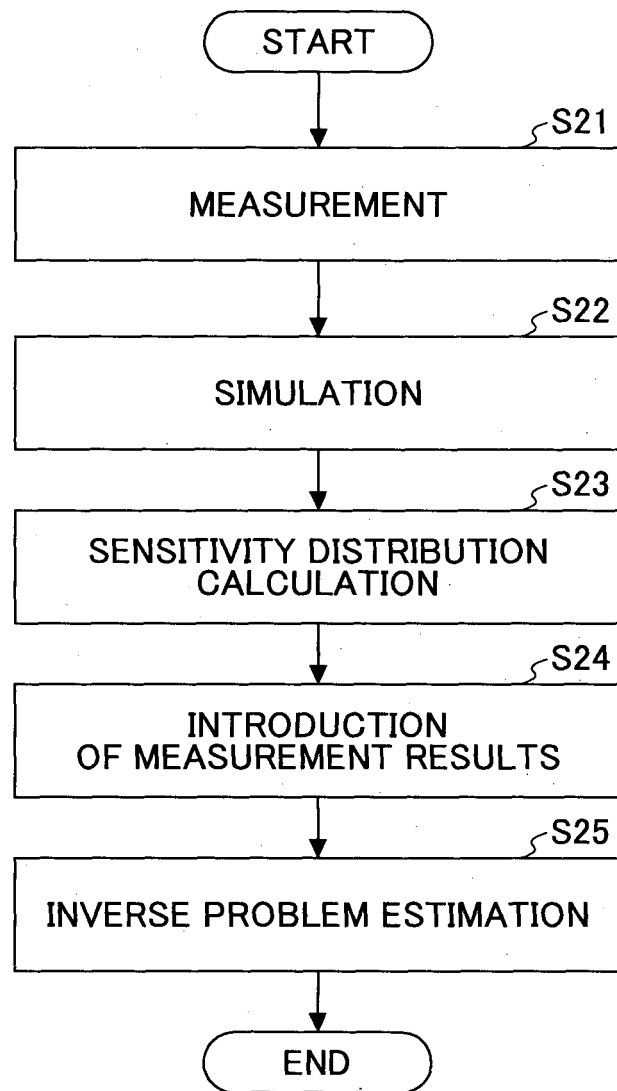 START
S21
MEASUREMENT
S22
SIMULATION
S23
SENSITIVITY DISTRIBUTION
CALCULATION
S24
INTRODUCTION
OF MEASUREMENT RESULTS
S25
INVERSE PROBLEM ESTIMATION
END